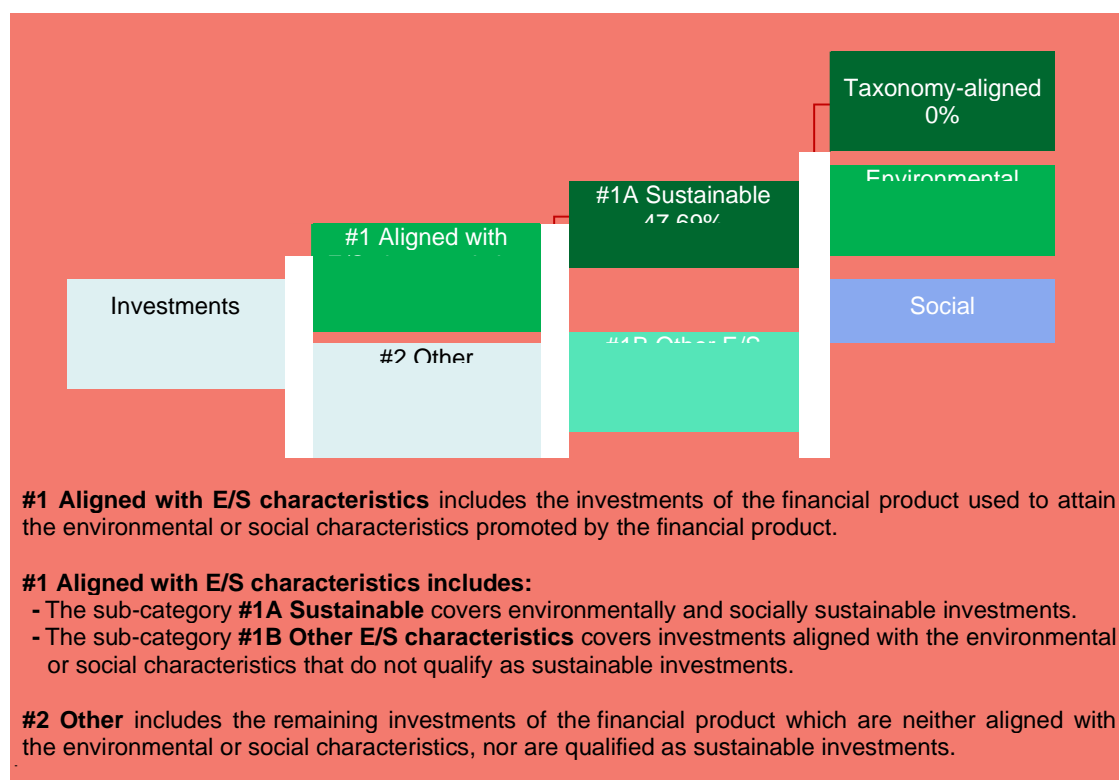 Taxonomy-aligned
0%
Environmental
#1A Sustainable
47.69%
#1 Aligned with
Investments
Social
#1B Other E/S
#2 Other
#1 Aligned with E/S characteristics includes the investments of the financial product used to attain
the environmental or social characteristics promoted by the financial product.
#1 Aligned with E/S characteristics includes:
- The sub-category #1A Sustainable covers environmentally and socially sustainable investments.
- The sub-category #1B Other E/S characteristics covers investments aligned with the environmental
or social characteristics that do not qualify as sustainable investments.
#2 Other includes the remaining investments of the financial product which are neither aligned with
the environmental or social characteristics, nor are qualified as sustainable investments.